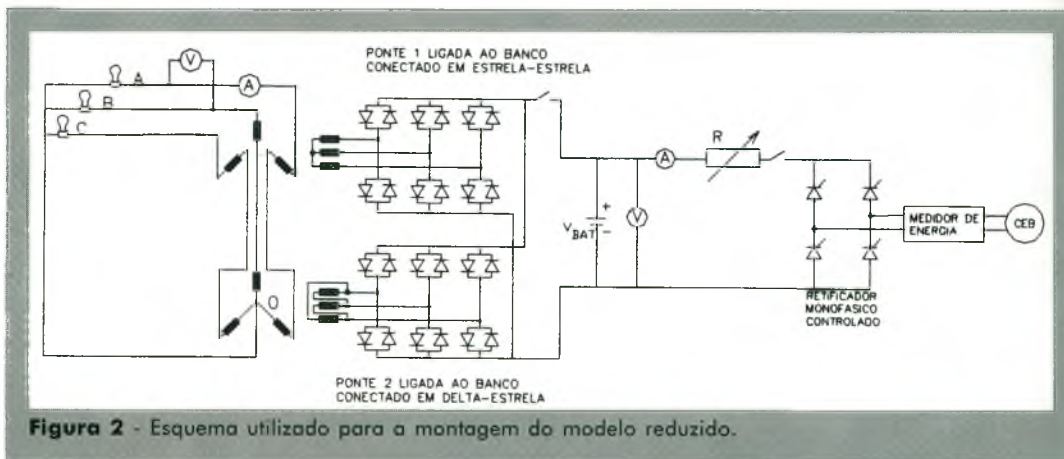 PONTE 1 LIGADA AO BANCO
CONECTADO EM ESTRELA-ESTRELA
V
A
A
B
C
R
A
+
V BAT
-
V
MEDIDOR DE
ENERGIA
CEB
O
RETIFICADOR
MONOFASICO
CONTROLADO
PONTE 2 LIGADA AO BANCO
CONECTADO EM DELTA-ESTRELA
Figura 2 - Esquema utilizado para a montagem do modelo reduzido.